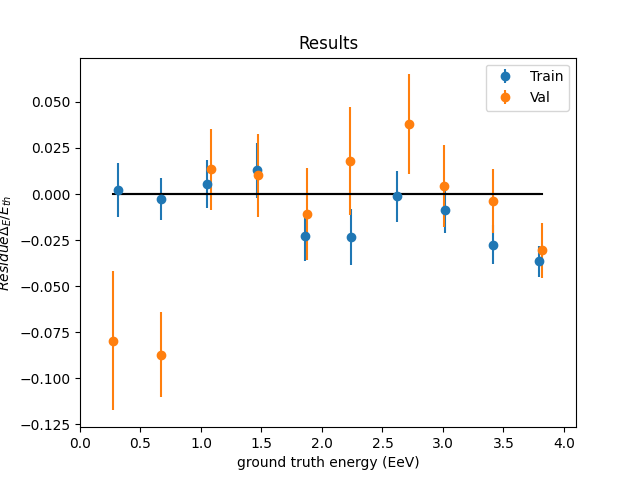 Results
Train
Val
0.050
0.025
0.000
−0.025
−0.050
−0.075
−0.100
−0.125
ResidueΔ_E/E_th
0.0 0.5 1.0 1.5 2.0 2.5 3.0 3.5 4.0
ground truth energy (EeV)